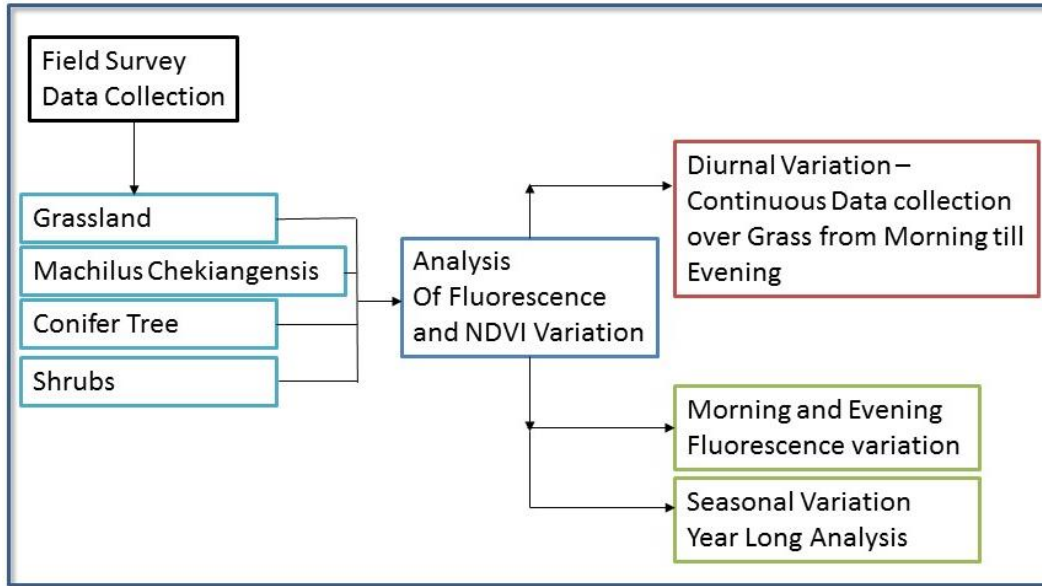 Field Survey
Data Collection
Grassland
Machilus Chekiangensis
Conifer Tree
Shrubs
Analysis
Of Fluorescence
and NDVI Variation
Diurnal Variation –
Continuous Data collection
over Grass from Morning till
Evening
Morning and Evening
Fluorescence variation
Seasonal Variation
Year Long Analysis